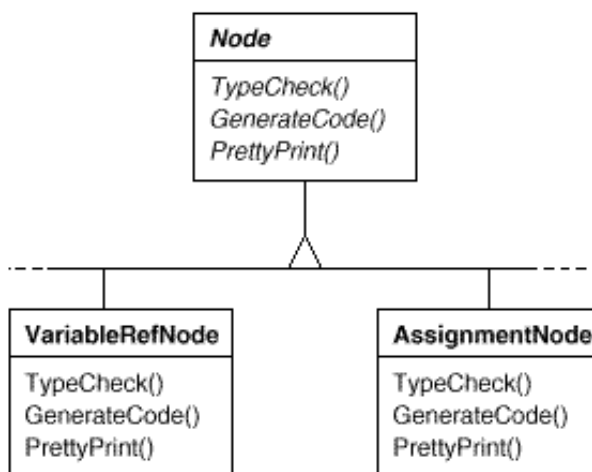 Node
TypeCheck()
GenerateCode()
PrettyPrint()
VariableRefNode
TypeCheck()
GenerateCode()
PrettyPrint()
AssignmentNode
TypeCheck()
GenerateCode()
PrettyPrint()